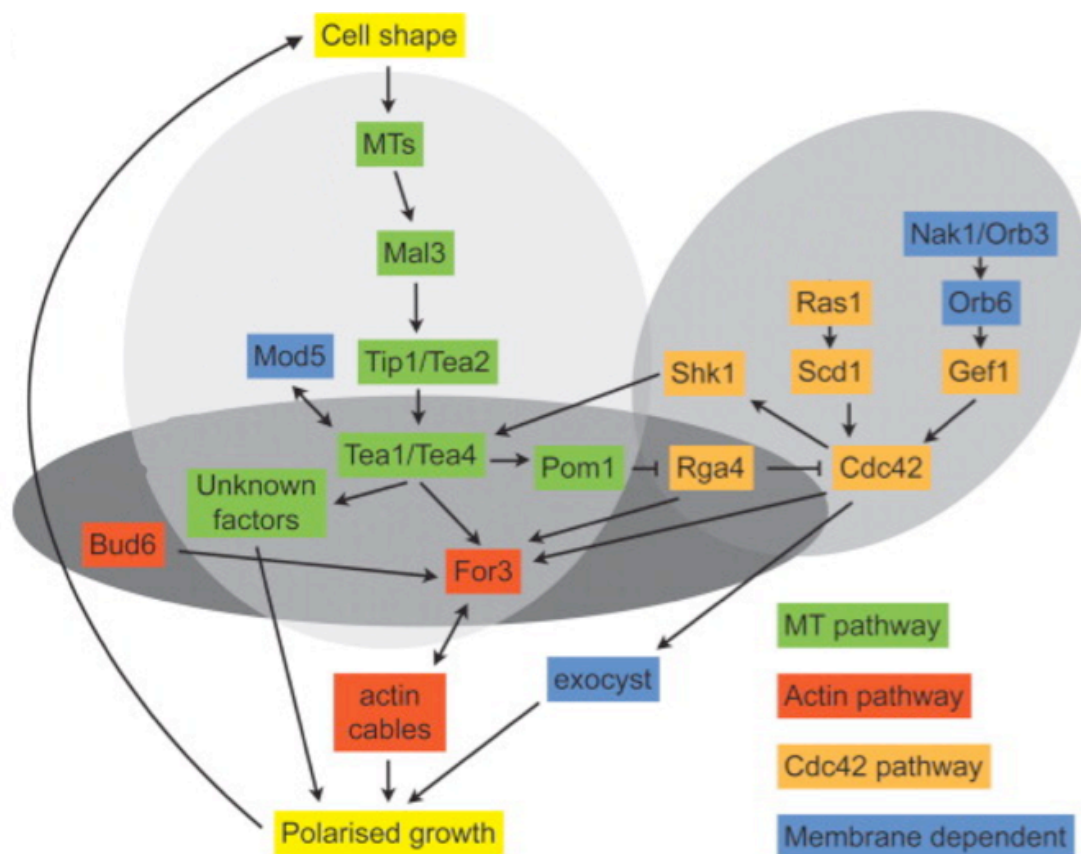 Cell shape
MTs
Nak1/Orb3
Mal3
Ras1
Orb6
Mod5
Tip1/Tea2
Shk1
Scd1
Gef1
Tea1/Tea4
Pom1
Rga4
Cdc42
Unknown
factors
Bud6
For3
MT pathway
actin
cables
exocyst
Actin pathway
Cdc42 pathway
Polarised growth
Membrane dependent